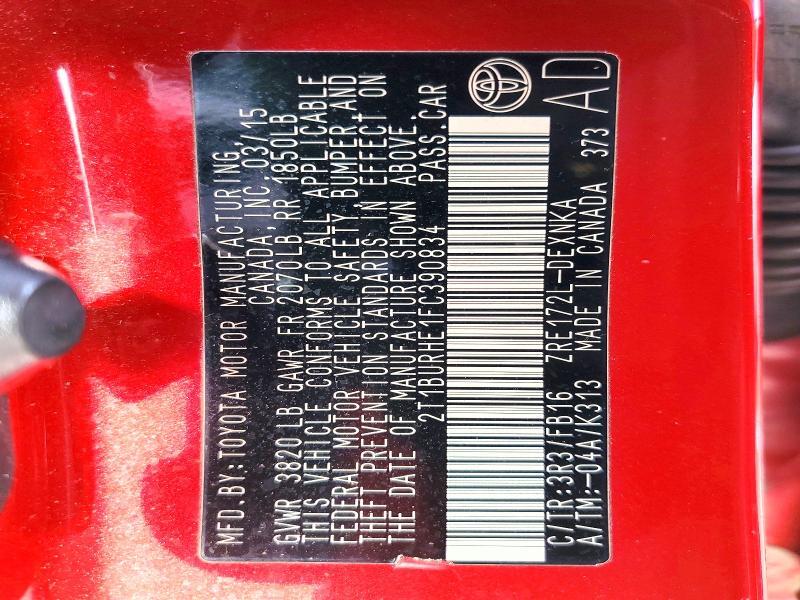 MFD.BY:TOYOTA MOTOR MANUFACTURING,
CANADA, INC 03/15
GVWR 3820 LB GAWR FR 2070LB.RR 1850LB
THIS VEHICLE CONFORMS TO ALL APPLICABLE
FEDERAL MOTOR VEHICLE SAFETY, BUMPER,AND
THEFT PREVENTION STANDARDS IN EFFECT ON
THE DATE OF MANUFACTURE SHOWN ABOVE.
2T1BURHE1FC390834 PASS.CAR
C/TR:3R3/FB16 ZRE172L-DEXNKA
A/TM:-04A/K313 MADE IN CANADA 373
AD